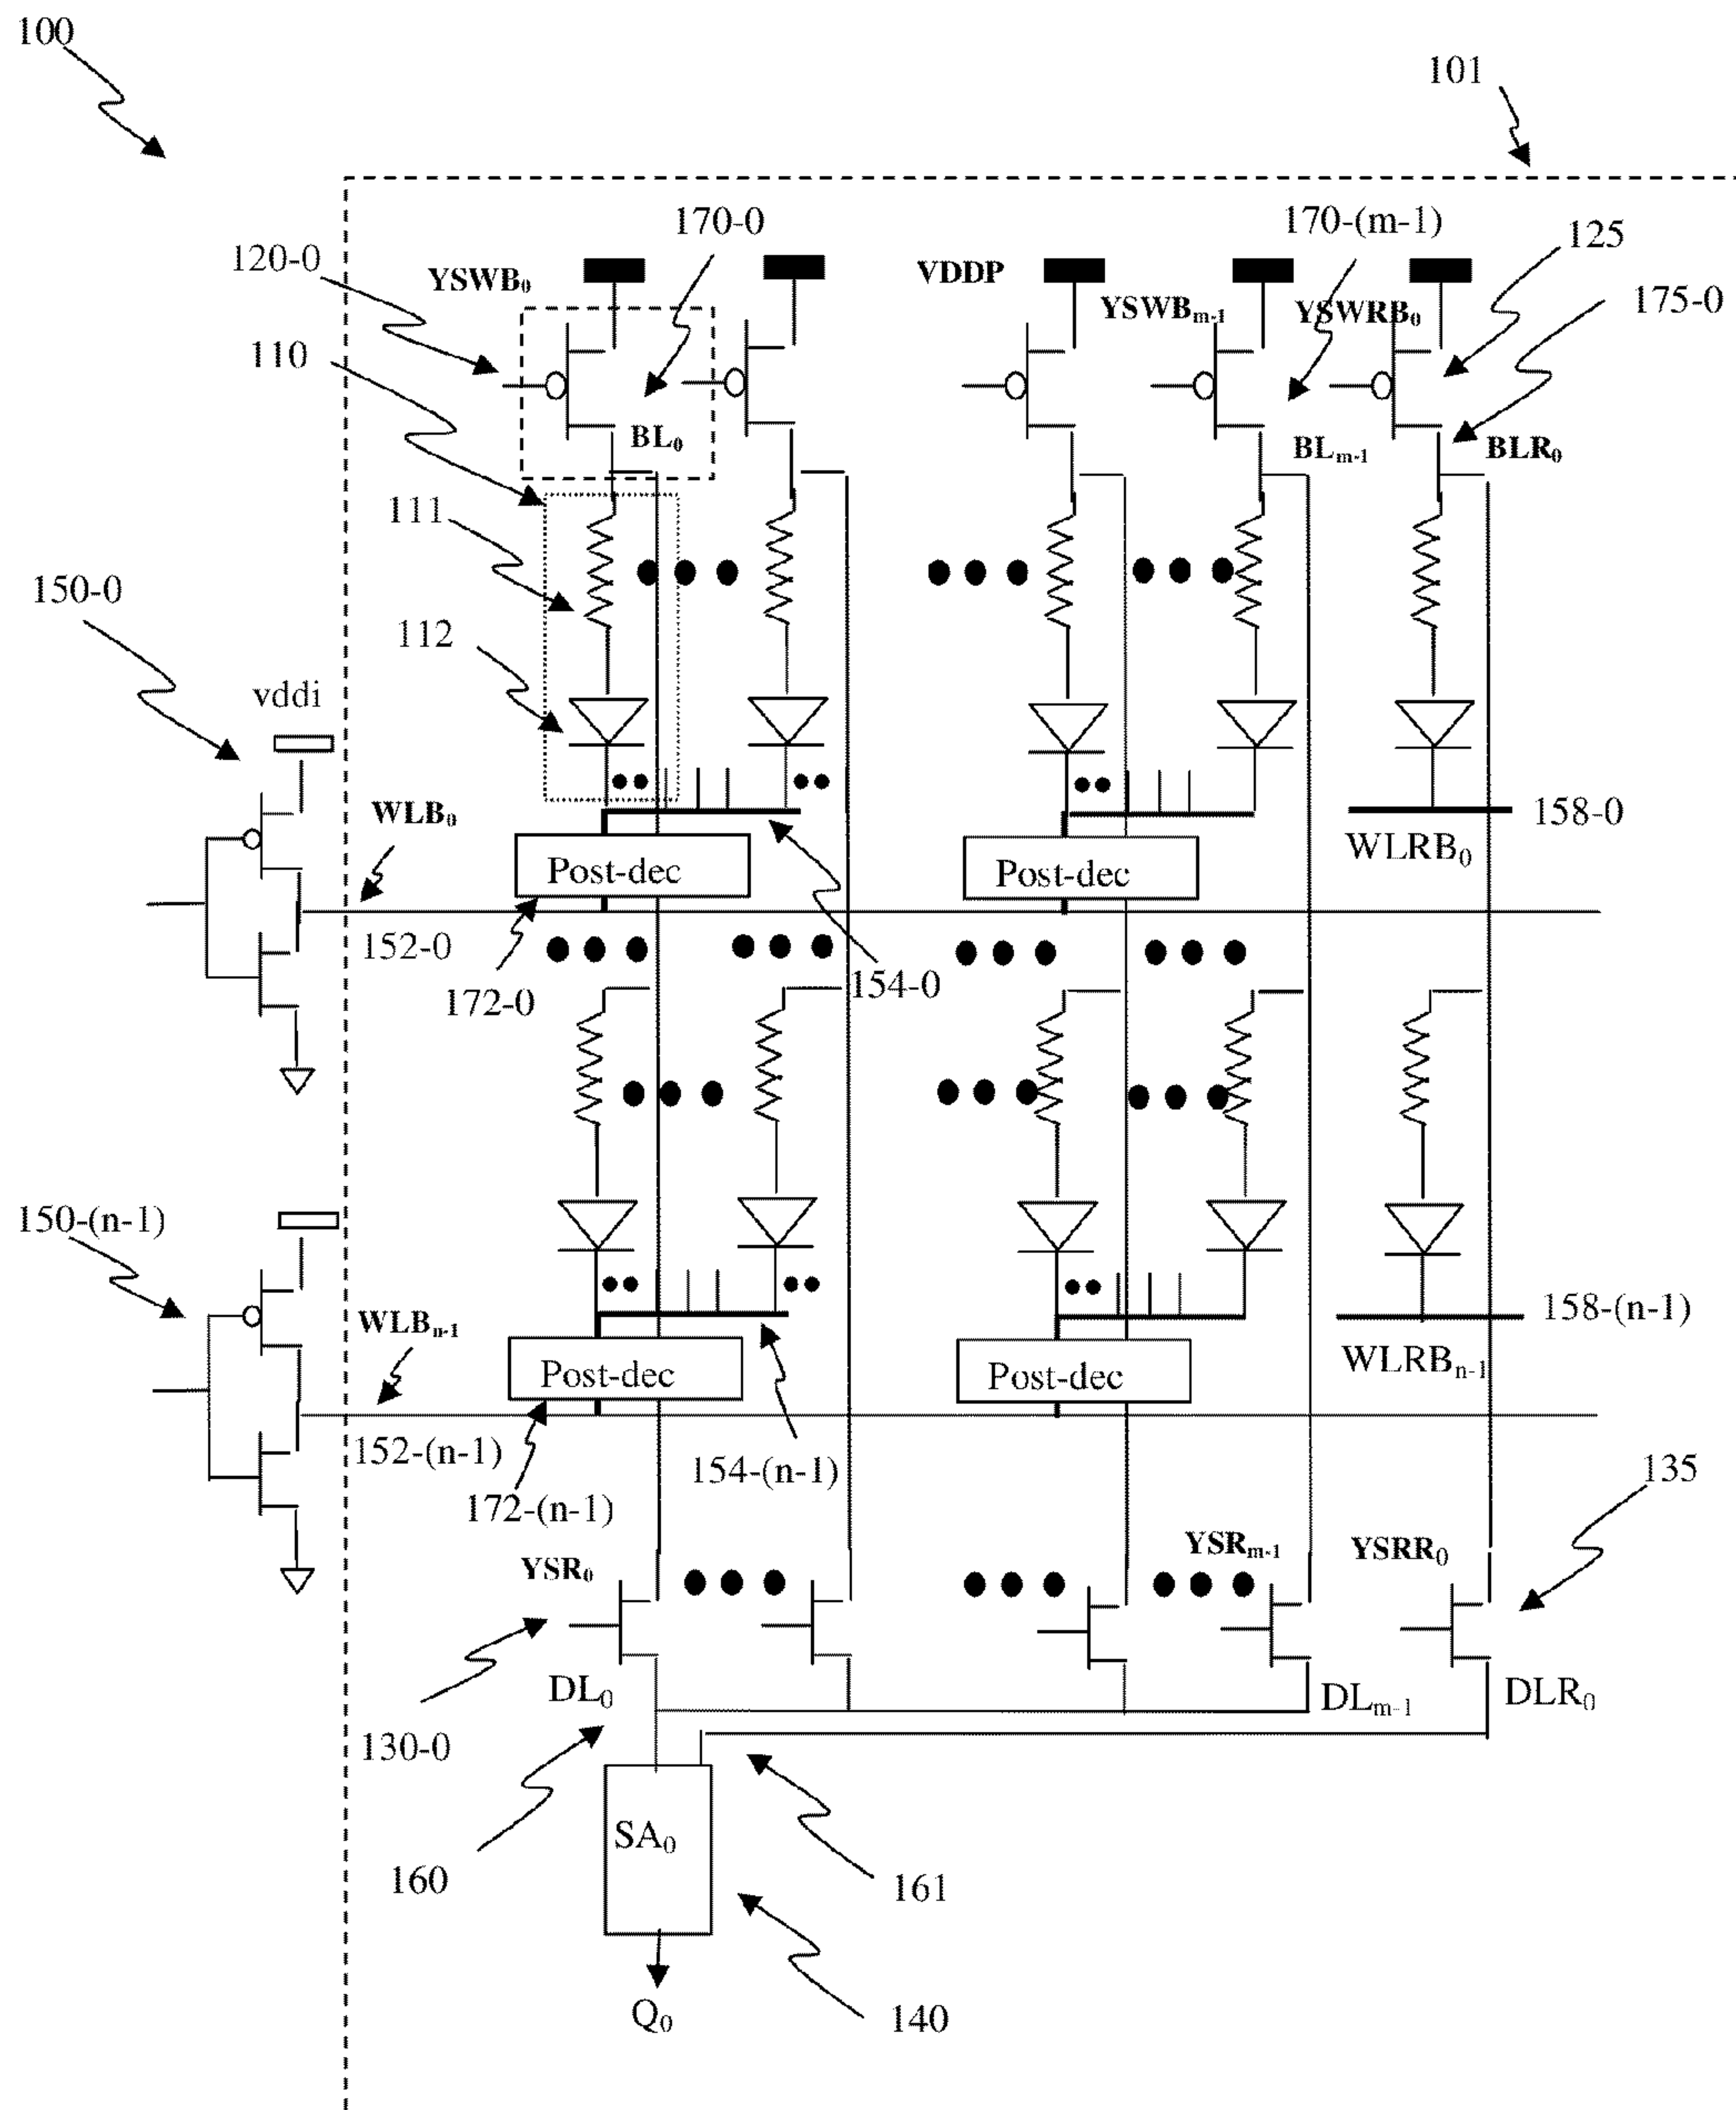 100
101
170-0
170-(m-1)
125
120-0
YSWB₀
VDDP
YSWBₘ₋₁
YSWRB₀
175-0
110
BL₀
BLₘ₋₁
BLR₀
111
150-0
112
vddi
WLB₀
158-0
Post-dec
Post-dec
WLRB₀
152-0
172-0
154-0
150-(n-1)
WLBₙ₋₁
158-(n-1)
Post-dec
Post-dec
WLRBₙ₋₁
152-(n-1)
154-(n-1)
172-(n-1)
135
YSR₀
YSRₘ₋₁
YSRR₀
DL₀
DLₘ₋₁
DLR₀
130-0
SA₀
160
161
Q₀
140